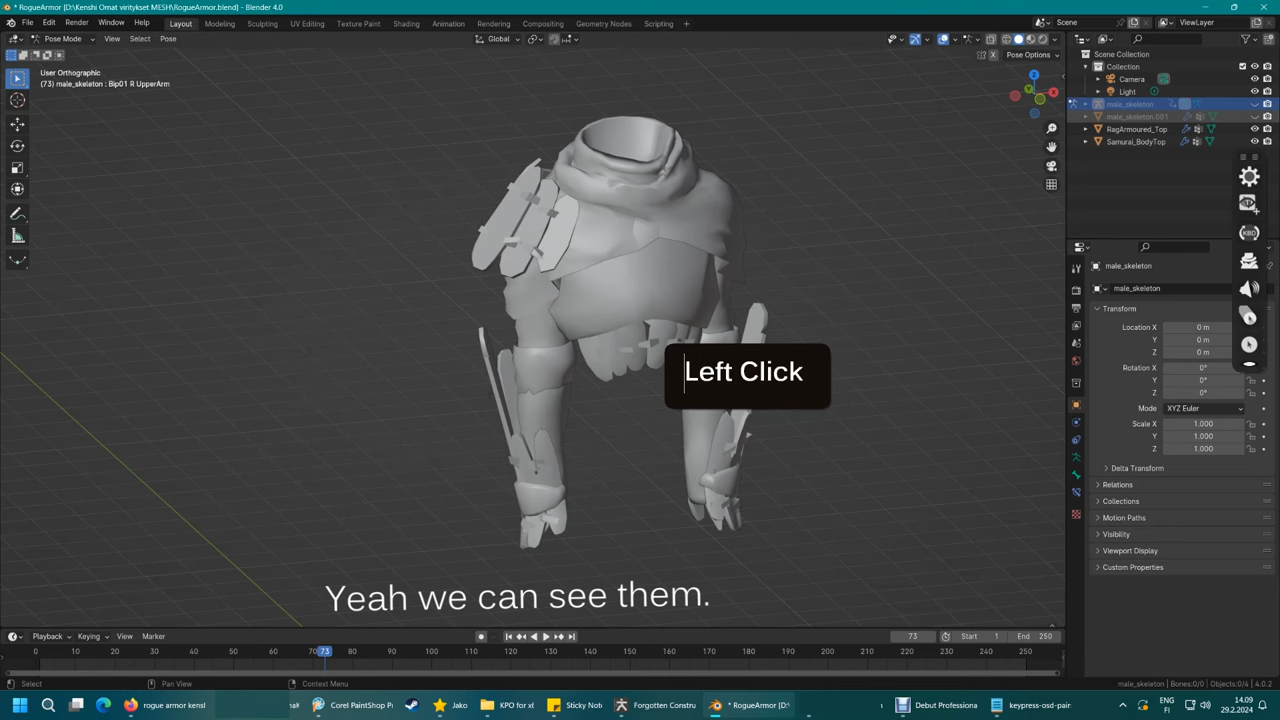 * RogueArmor [D:\Kenshi Omat viritykset MESH\RogueArmor.blend] - Blender 4.0
File Edit Render Window Help
Layout Modeling Sculpting UV Editing Texture Paint Shading Animation Rendering Compositing Geometry Nodes Scripting +
Scene ViewLayer
Pose Mode View Select Pose Global
X Pose Options
User Orthographic
(73) male_skeleton : Bip01 R UpperArm
Z
X
Y
Scene Collection
Collection
Camera
Light
male_skeleton
male_skeleton.001
RagArmoured_Top
Samurai_BodyTop
KBD
male_skeleton
male_skeleton
Transform
Location X 0 m
Y 0 m
Z 0 m
Rotation X 0°
Y 0°
Z 0°
Mode XYZ Euler
Scale X 1.000
Y 1.000
Z 1.000
Delta Transform
Relations
Collections
Motion Paths
Visibility
Viewport Display
Custom Properties
Left Click
Yeah we can see them.
Playback Keying View Marker 73 Start 1 End 250
0 10 20 30 40 50 60 70 73 80 90 100 110 120 130 140 150 160 170 180 190 200 210 220 230 240 250
Select Pan View Context Menu male_skeleton | Bones:0/0 | Objects:0/4 | 4.0.2
rogue armor kensl Corel PaintShop Pr Jako KPO for xt Sticky Note Forgotten Constru * RogueArmor [D:\ Debut Professiona keypress-osd-pair ENG
FI 14.09
29.2.2024